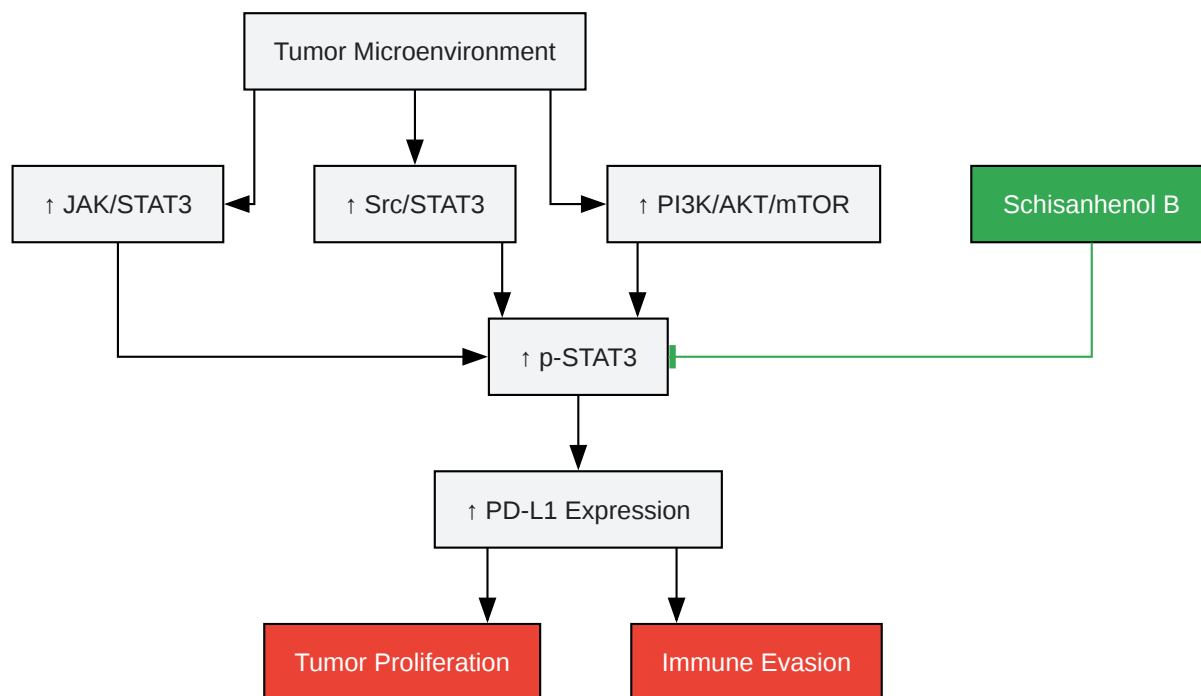 Tumor Microenvironment
↑ JAK/STAT3
↑ Src/STAT3
↑ PI3K/AKT/mTOR
Schisanhenol B
↑ p-STAT3
↑ PD-L1 Expression
Tumor Proliferation
Immune Evasion